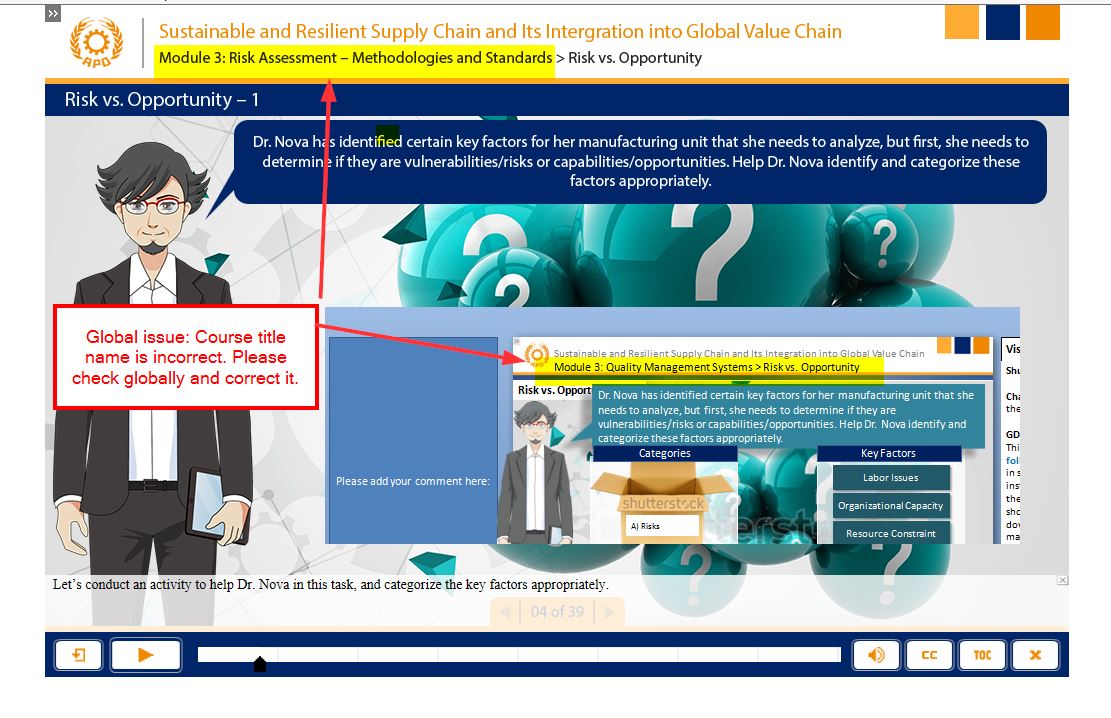 Sustainable and Resilient Supply Chain and Its Intergration into Global Value Chain
APO
Module 3: Risk Assessment – Methodologies and Standards > Risk vs. Opportunity
Risk vs. Opportunity – 1
Dr. Nova has identified certain key factors for her manufacturing unit that she needs to analyze, but first, she needs to
determine if they are vulnerabilities/risks or capabilities/opportunities. Help Dr. Nova identify and categorize these
factors appropriately.
Global issue: Course title
name is incorrect. Please
check globally and correct it.
Please add your comment here:
Sustainable and Resilient Supply Chain and Its Integration into Global Value Chain
APO
Module 3: Quality Management Systems > Risk vs. Opportunity
Risk vs. Opport
Dr. Nova has identified certain key factors for her manufacturing unit that she
needs to analyze, but first, she needs to determine if they are
vulnerabilities/risks or capabilities/opportunities. Help Dr. Nova identify and
categorize these factors appropriately.
Categories
shutterstock
A) Risks
Key Factors
Labor Issues
Organizational Capacity
Resource Constraint
Vis
Shu
Cha
the
GD
Thi
foll
in s
ins
the
sho
dov
ma
Let's conduct an activity to help Dr. Nova in this task, and categorize the key factors appropriately.
04 of 39
CC
TOC